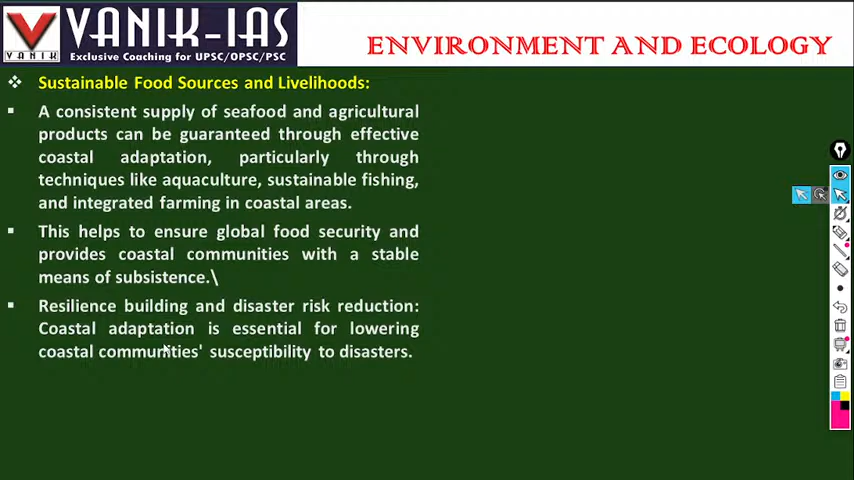 VANIK-IAS
VANIK
Exclusive Coaching for UPSC/OPSC/PSC
ENVIRONMENT AND ECOLOGY
❖ Sustainable Food Sources and Livelihoods:
▪ A consistent supply of seafood and agricultural
products can be guaranteed through effective
coastal adaptation, particularly through
techniques like aquaculture, sustainable fishing,
and integrated farming in coastal areas.
▪ This helps to ensure global food security and
provides coastal communities with a stable
means of subsistence.\
▪ Resilience building and disaster risk reduction:
Coastal adaptation is essential for lowering
coastal communities' susceptibility to disasters.